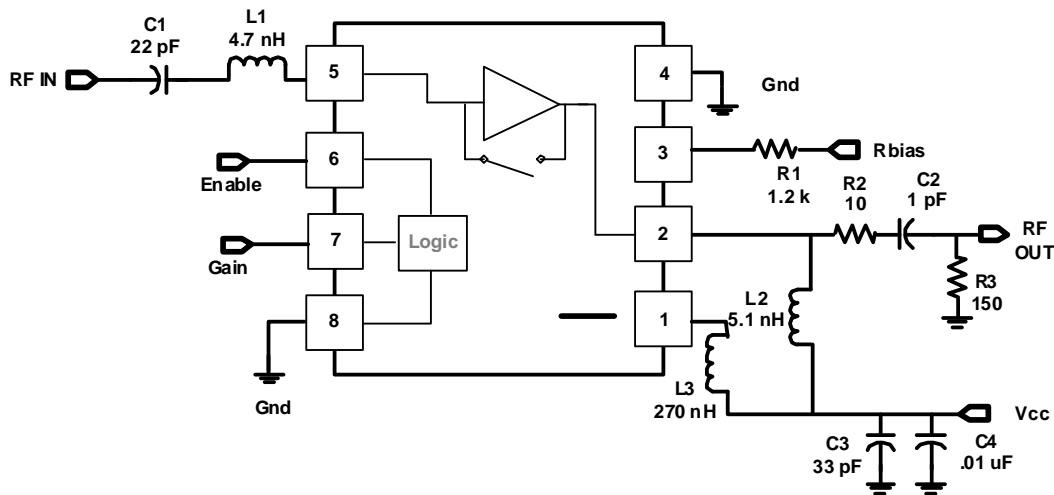 C1
22 pF
L1
4.7 nH
RF IN
5
4
Gnd
6
Enable
3
Rbias
R1
1.2 k
R2
10
C2
1 pF
7
Gain
Logic
2
RF
OUT
R3
150
8
Gnd
1
L2
5.1 nH
L3
270 nH
Vcc
C3
33 pF
C4
.01 uF